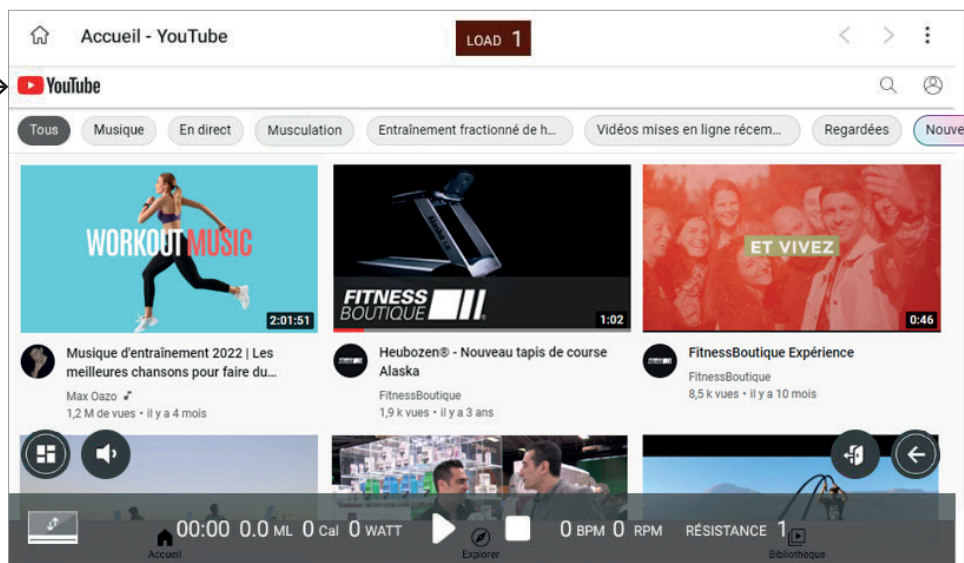 Accueil - YouTube
LOAD 1
YouTube
Tous
Musique
En direct
Musculation
Entraînement fractionné de h...
Vidéos mises en ligne récem...
Regardées
Nouve
WORKOUT MUSIC
2:01:51
Alaska
FITNESS
BOUTIQUE
1:02
ET VIVEZ
0:46
Musique d'entraînement 2022 | Les
meilleures chansons pour faire du...
Max Oazo
1,2 M de vues • il y a 4 mois
Heubozen® - Nouveau tapis de course
Alaska
FitnessBoutique
1,9 k vues • il y a 3 ans
FitnessBoutique Expérience
FitnessBoutique
8,5 k vues • il y a 10 mois
00:00 0.0 ML 0 Cal 0 WATT
0 BPM 0 RPM RÉSISTANCE 1
Accueil
Explorer
Bibliothèque